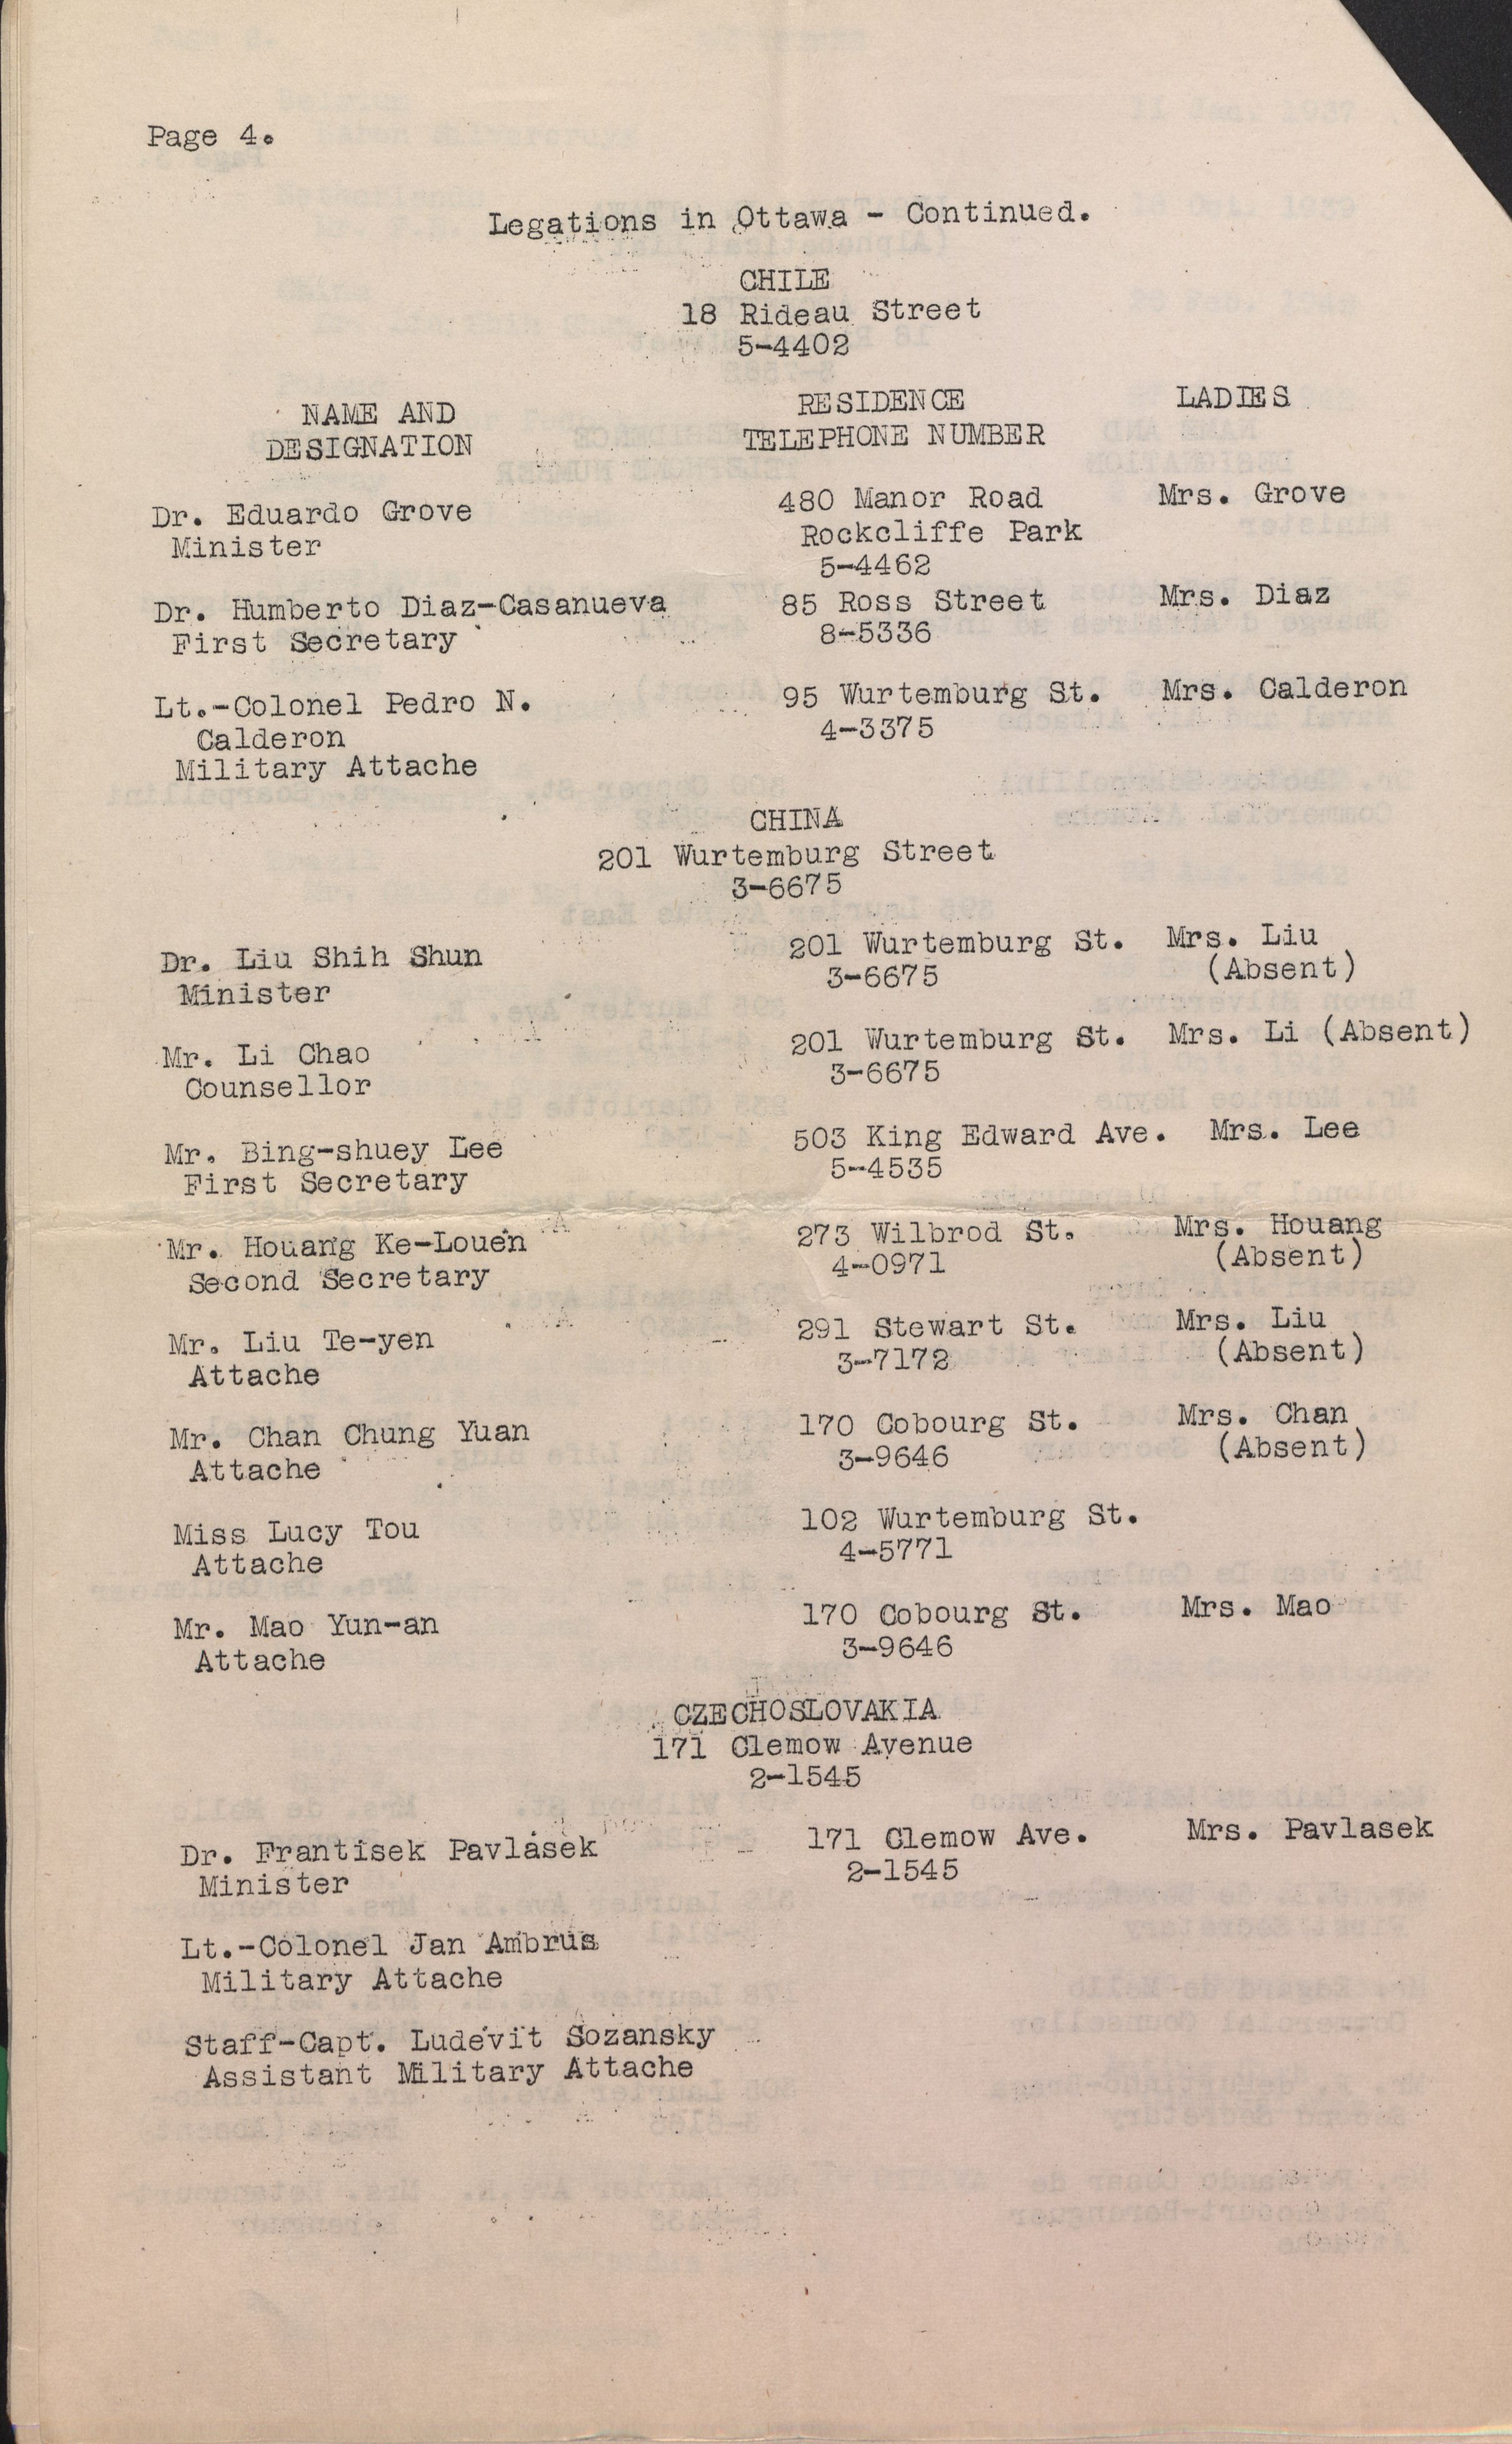 Page 4.
Legations in Ottawa - Continued.
CHILE
18 Rideau Street
5-4402
NAME AND DESIGNATION
RESIDENCE TELEPHONE NUMBER
LADIES
Dr. Eduardo Grove 480 Manor Road Mrs. Grove
Minister Rockcliffe Park
5-4462
Dr. Humberto Diaz-Casanueva 85 Ross Street Mrs. Diaz
First Secretary 8-5336
Lt.-Colonel Pedro N. 95 Wurtemburg St. Mrs. Calderon
Calderon 4-3375
Military Attache
CHINA
201 Wurtemburg Street
3-6675
Dr. Liu Shih Shun 201 Wurtemburg St. Mrs. Liu
Minister 3-6675 (Absent)
Mr. Li Chao 201 Wurtemburg St. Mrs. Li (Absent)
Counsellor 3-6675
Mr. Bing-shuey Lee 503 King Edward Ave. Mrs. Lee
First Secretary 5-4535
Mr. Houang Ke-Louen 273 Wilbrod St. Mrs. Houang
Second Secretary 4-0971 (Absent)
Mr. Liu Te-yen 291 Stewart St. Mrs. Liu
Attache 3-7172 (Absent)
Mr. Chan Chung Yuan 170 Cobourg St. Mrs. Chan
Attache 3-9646 (Absent)
Miss Lucy Tou 102 Wurtemburg St.
Attache 4-5771
Mr. Mao Yun-an 170 Cobourg St. Mrs. Mao
Attache 3-9646
CZECHOSLOVAKIA
171 Clemow Avenue
2-1545
Dr. Frantisek Pavlasek 171 Clemow Ave. Mrs. Pavlasek
Minister 2-1545
Lt.-Colonel Jan Ambrus
Military Attache
Staff-Capt. Ludevit Sozansky
Assistant Military Attache